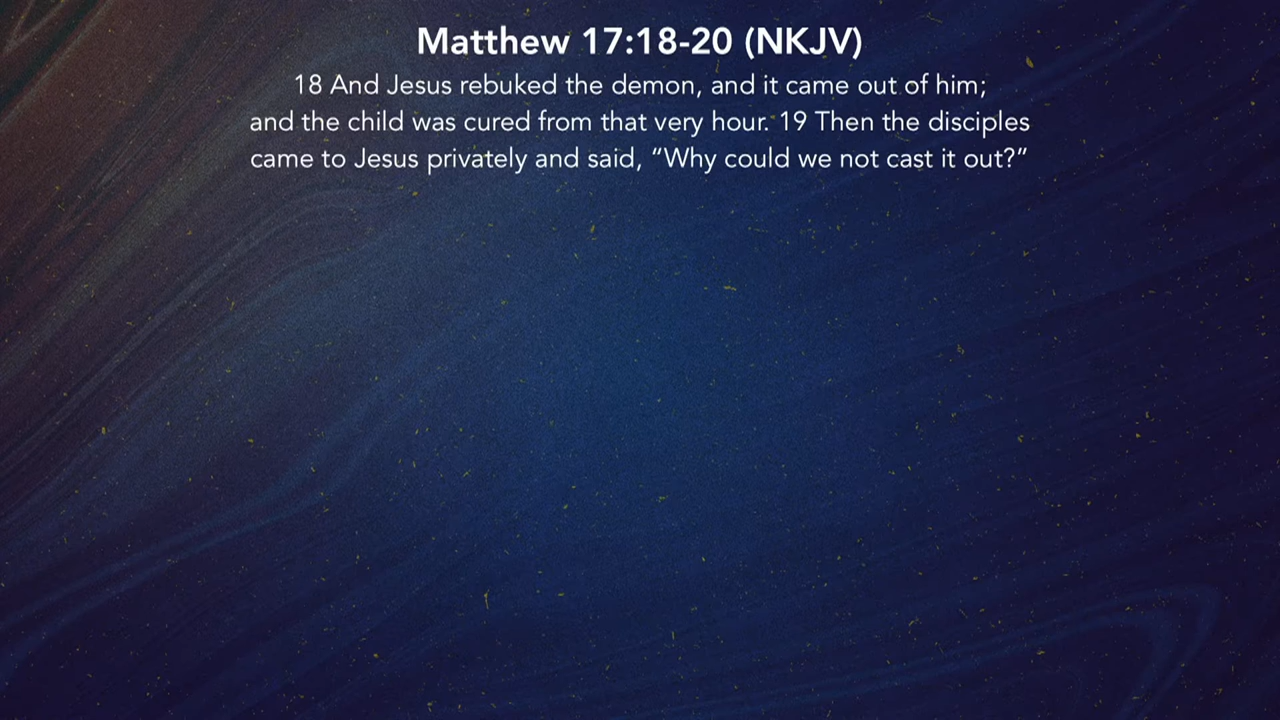 Matthew 17:18-20 (NKJV)
18 And Jesus rebuked the demon, and it came out of him;
and the child was cured from that very hour. 19 Then the disciples
came to Jesus privately and said, “Why could we not cast it out?”